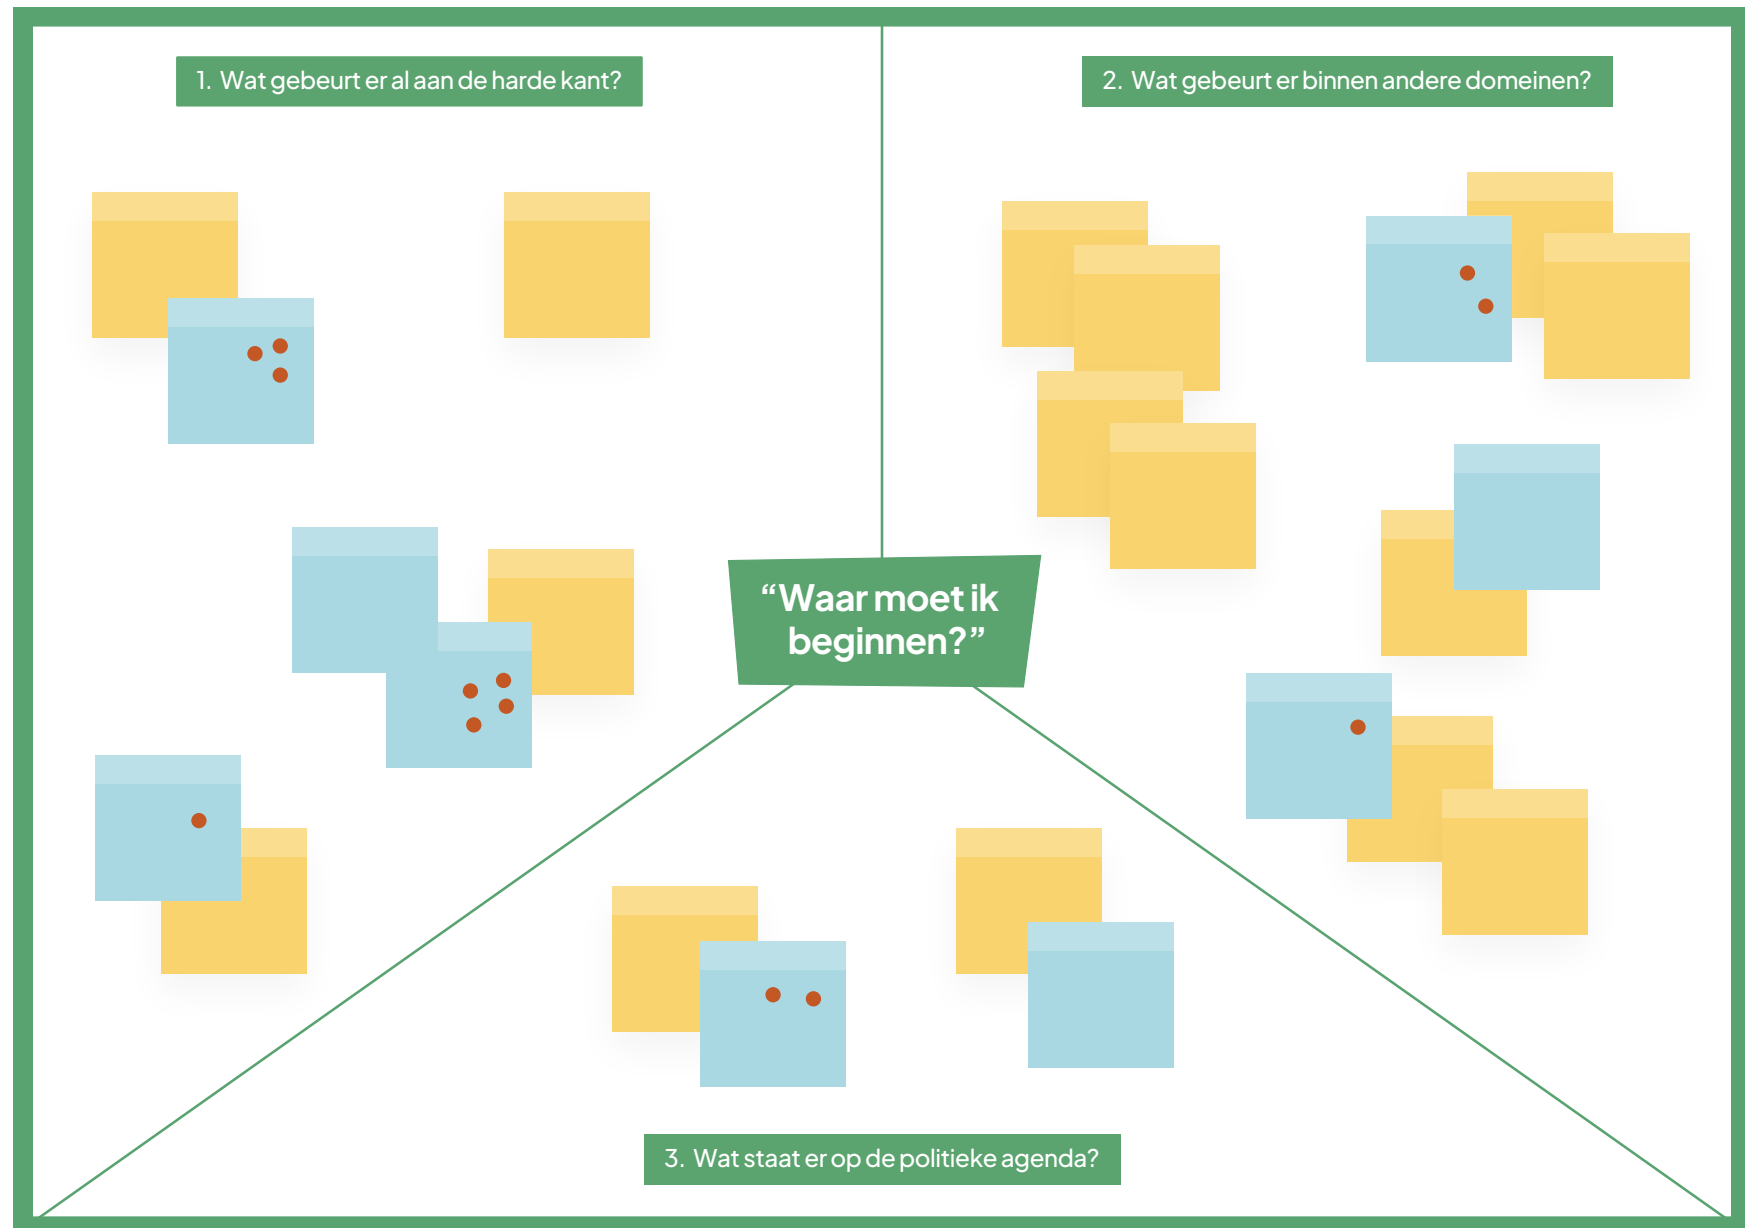 1. Wat gebeurt er al aan de harde kant?
2. Wat gebeurt er binnen andere domeinen?
“Waar moet ik
beginnen?”
3. Wat staat er op de politieke agenda?